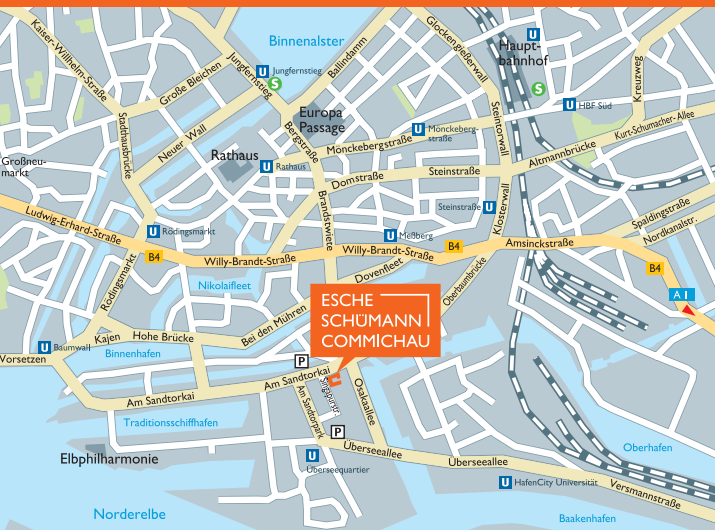 Kaiser-Wilhelm-Straße
Binnenalster
Glockengießerwall
U
Haupt-
bahnhof
Ballindamm
Jungfernstieg
U Jungfernstieg
S
S
Große Bleichen
Kreuzweg
U HBF Süd
Stadthausbrücke
Europa
Passage
Steintorwall
Kurt-Schumacher-Allee
Neuer Wall
Bergstraße
U Mönckeberg-
straße
Mönckebergstraße
Altmannbrücke
Großneu-
markt
Rathaus
U Rathaus
Domstraße
Steinstraße
Brandstwiete
Klosterwall
Steinstraße U
Spaldingstraße
Nordkanalstr.
Ludwig-Erhard-Straße
U Rödingsmarkt
U Meßberg
B4
Willy-Brandt-Straße
Willy-Brandt-Straße
B4
Amsinckstraße
B4
A 1
Rödingsmarkt
Dovenfleet
Oberbaumbrücke
Nikolaifleet
ESCHE
SCHÜMANN
COMMICHAU
Bei den Mühren
Kajen
Hohe Brücke
U Baumwall
Binnenhafen
Vorsetzen
P
Am Sandtorkai
Am Sandtorkai
Singapurstr.
Osakaallee
Am Sandtorpark
Traditionsschiffhafen
P
Elbphilharmonie
Überseeallee
Überseeallee
Oberhafen
U
Überseequartier
U HafenCity Universität
Versmannstraße
Norderelbe
Baakenhafen